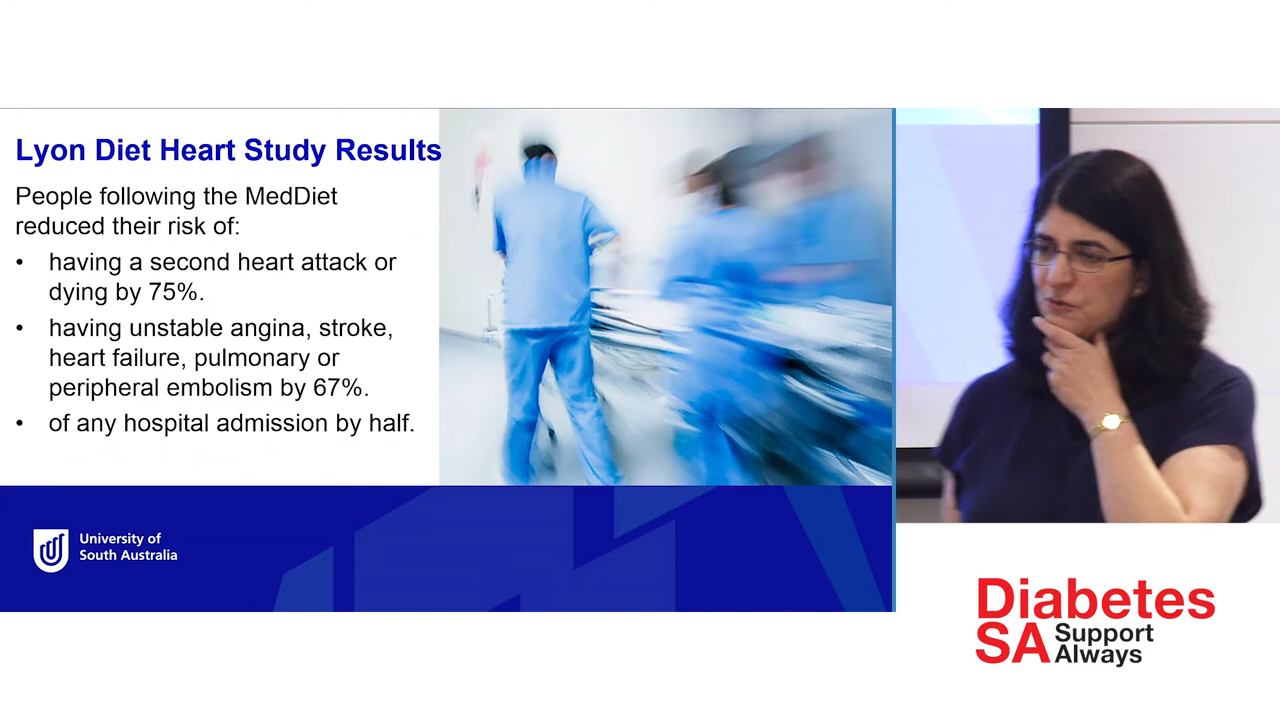 Lyon Diet Heart Study Results
People following the MedDiet
reduced their risk of:
• having a second heart attack or
dying by 75%.
• having unstable angina, stroke,
heart failure, pulmonary or
peripheral embolism by 67%.
• of any hospital admission by half.
University of
South Australia
Diabetes
SA Support
Always